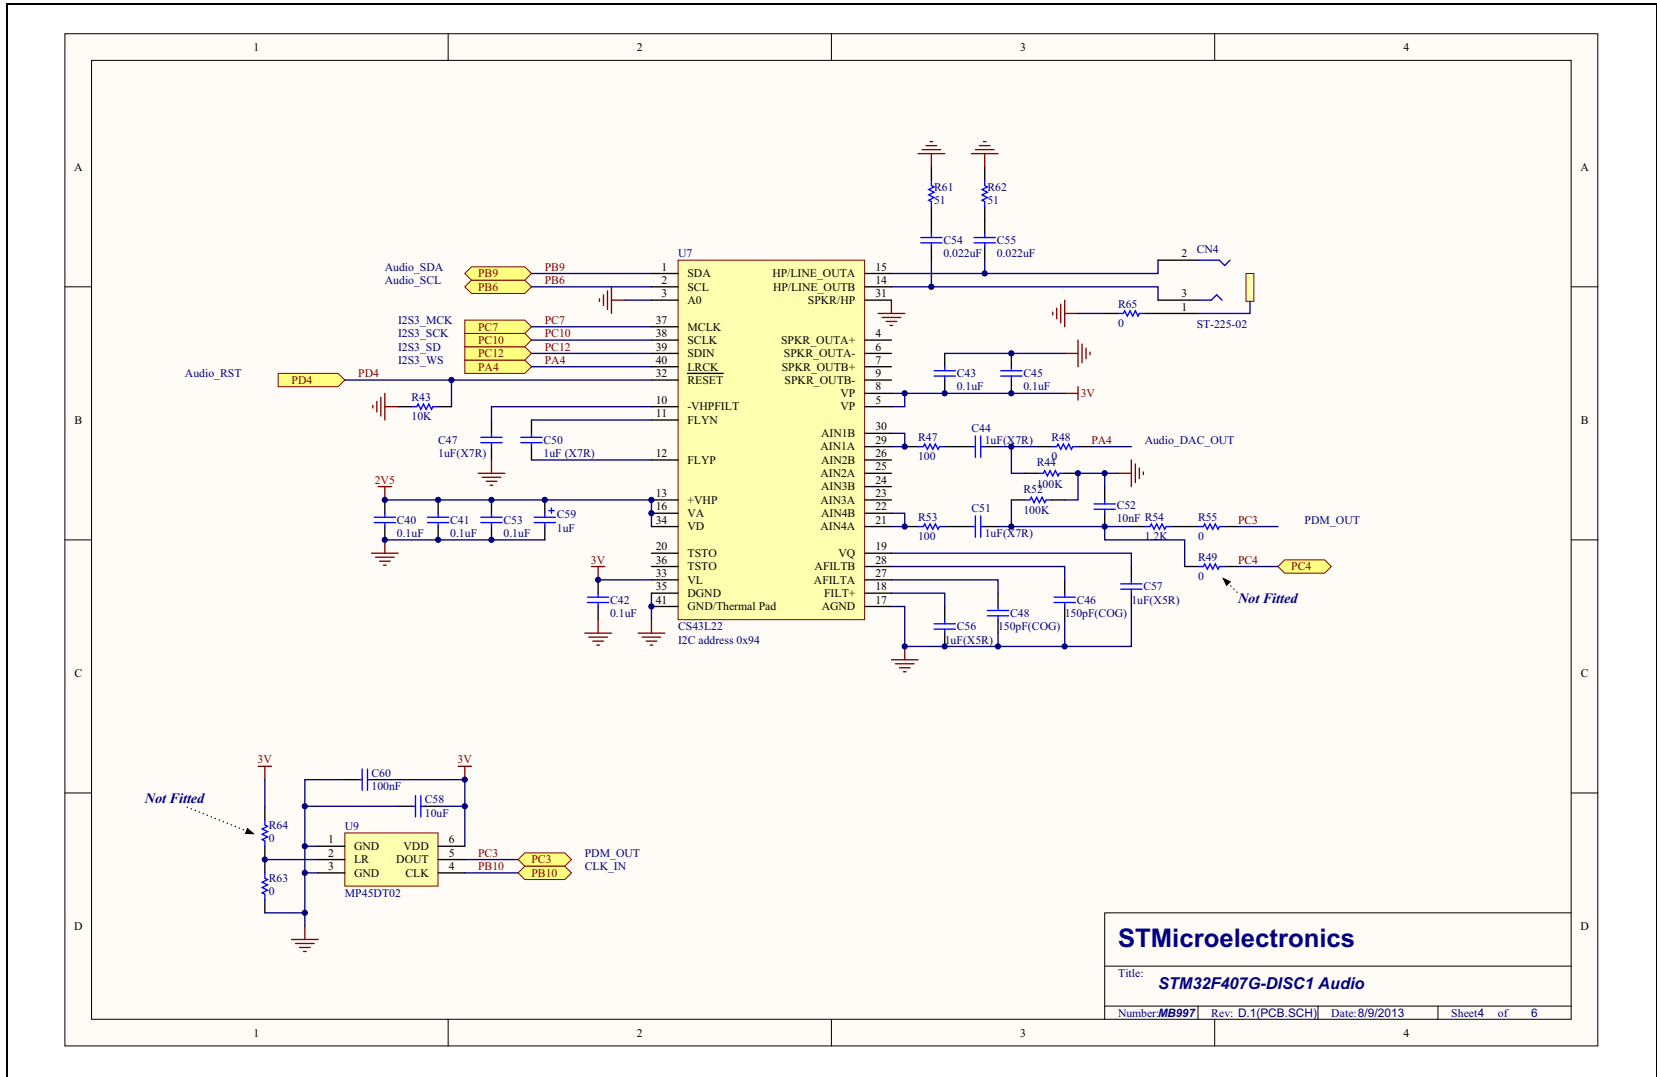 1 2 3 4
A A
R61 R62
51 51
C54 C55
0.022uF 0.022uF
U7
CN4
Audio_SDA PB9 PB9 1 SDA HP/LINE_OUTA 15 2
Audio_SCL PB6 PB6 2 SCL HP/LINE_OUTB 14
3 A0 SPKR/HP 31 3
R65 1
0 ST-225-02
I2S3_MCK PC7 PC7 37 MCLK
I2S3_SCK PC10 PC10 38 SCLK SPKR_OUTA+ 4
I2S3_SD PC12 PC12 39 SDIN SPKR_OUTA- 6
I2S3_WS PA4 PA4 40 LRCK SPKR_OUTB+ 7
Audio_RST PD4 PD4 32 RESET SPKR_OUTB- 9
C43 C45
0.1uF 0.1uF
VP 8 3V
R43
10K
10 -VHPFILT VP 5
11 FLYN
B B
C47 C50
1uF(X7R) 1uF (X7R)
12 FLYP
AIN1B 30
AIN1A 29 R47 C44 R48 PA4 Audio_DAC_OUT
100 1uF(X7R) 0
AIN2B 26
AIN2A 25 R44
100K
AIN3B 24
AIN3A 23 R52
100K
AIN4B 22 C52
10nF
AIN4A 21 R53 C51 R54 R55 PC3 PDM_OUT
100 1uF(X7R) 1.2K 0
2V5
13 +VHP
16 VA
34 VD
C40 C41 C53 + C59
0.1uF 0.1uF 0.1uF 1uF
20 TSTO VQ 19
36 TSTO AFILTB 28 R49 PC4 PC4
0
3V
33 VL AFILTA 27
35 DGND FILT+ 18
41 GND/Thermal Pad AGND 17
C42
0.1uF
C57
1uF(X5R)
Not Fitted
C46
150pF(COG)
C48
150pF(COG)
C56
1uF(X5R)
CS43L22
I2C address 0x94
C C
3V 3V
C60
100nF
Not Fitted
C58
10uF
R64
0
U9
1 GND VDD 6
2 LR DOUT 5 PC3 PC3 PDM_OUT
3 GND CLK 4 PB10 PB10 CLK_IN
R63
0
MP45DT02
D D
STMicroelectronics
Title:
STM32F407G-DISC1 Audio
Number:MB997 Rev: D.1(PCB.SCH) Date:8/9/2013 Sheet4 of 6
1 2 3 4